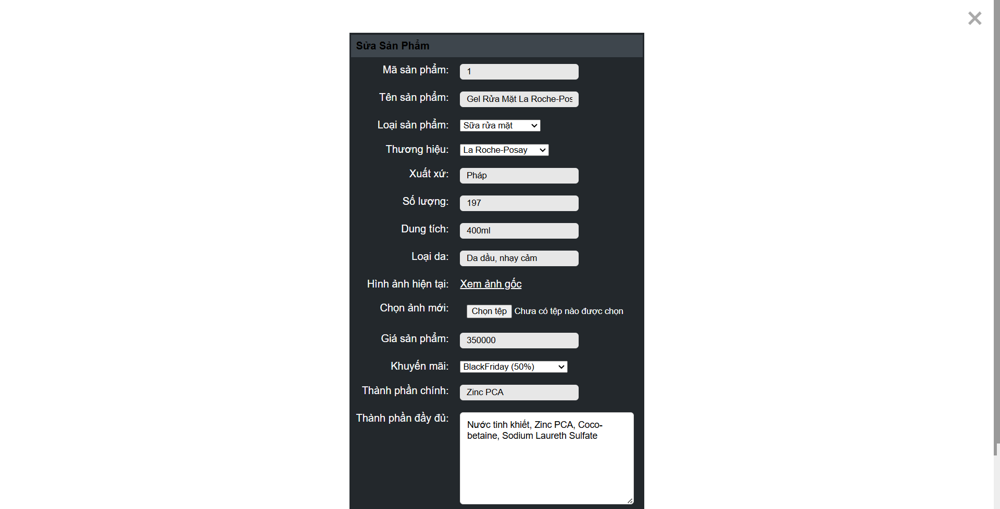 Sửa Sản Phẩm
Mã sản phẩm: 1
Tên sản phẩm: Gel Rửa Mặt La Roche-Pos
Loại sản phẩm: Sữa rửa mặt
Thương hiệu: La Roche-Posay
Xuất xứ: Pháp
Số lượng: 197
Dung tích: 400ml
Loại da: Da dầu, nhạy cảm
Hình ảnh hiện tại: Xem ảnh gốc
Chọn ảnh mới: Chọn tệp Chưa có tệp nào được chọn
Giá sản phẩm: 350000
Khuyến mãi: BlackFriday (50%)
Thành phần chính: Zinc PCA
Thành phần đầy đủ: Nước tinh khiết, Zinc PCA, Coco-
betaine, Sodium Laureth Sulfate